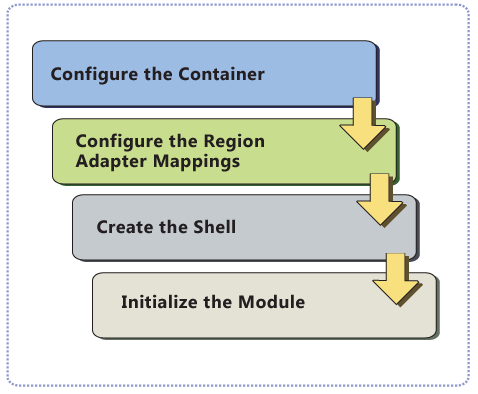 Configure the Container
Configure the Region
Adapter Mappings
Create the Shell
Initialize the Module